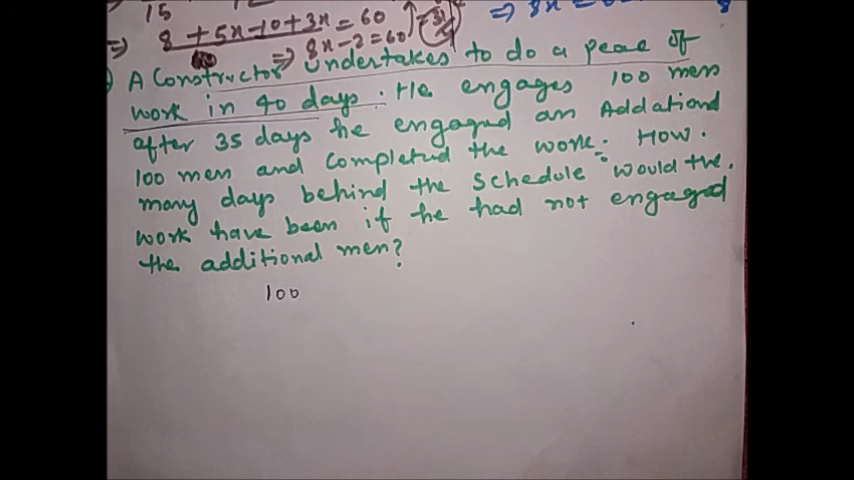 15
⇒ 8 + 5x-10+3x = 60
⇒ 8x-2=60
⇒ 8x =
A Constructor undertakes to do a peace of
work in 40 days. He engages 100 men
after 35 days he engaged an Addational
100 men and completed the work. How.
many days behind the schedule would the.
work have been if he had not engaged
the additional men?
100